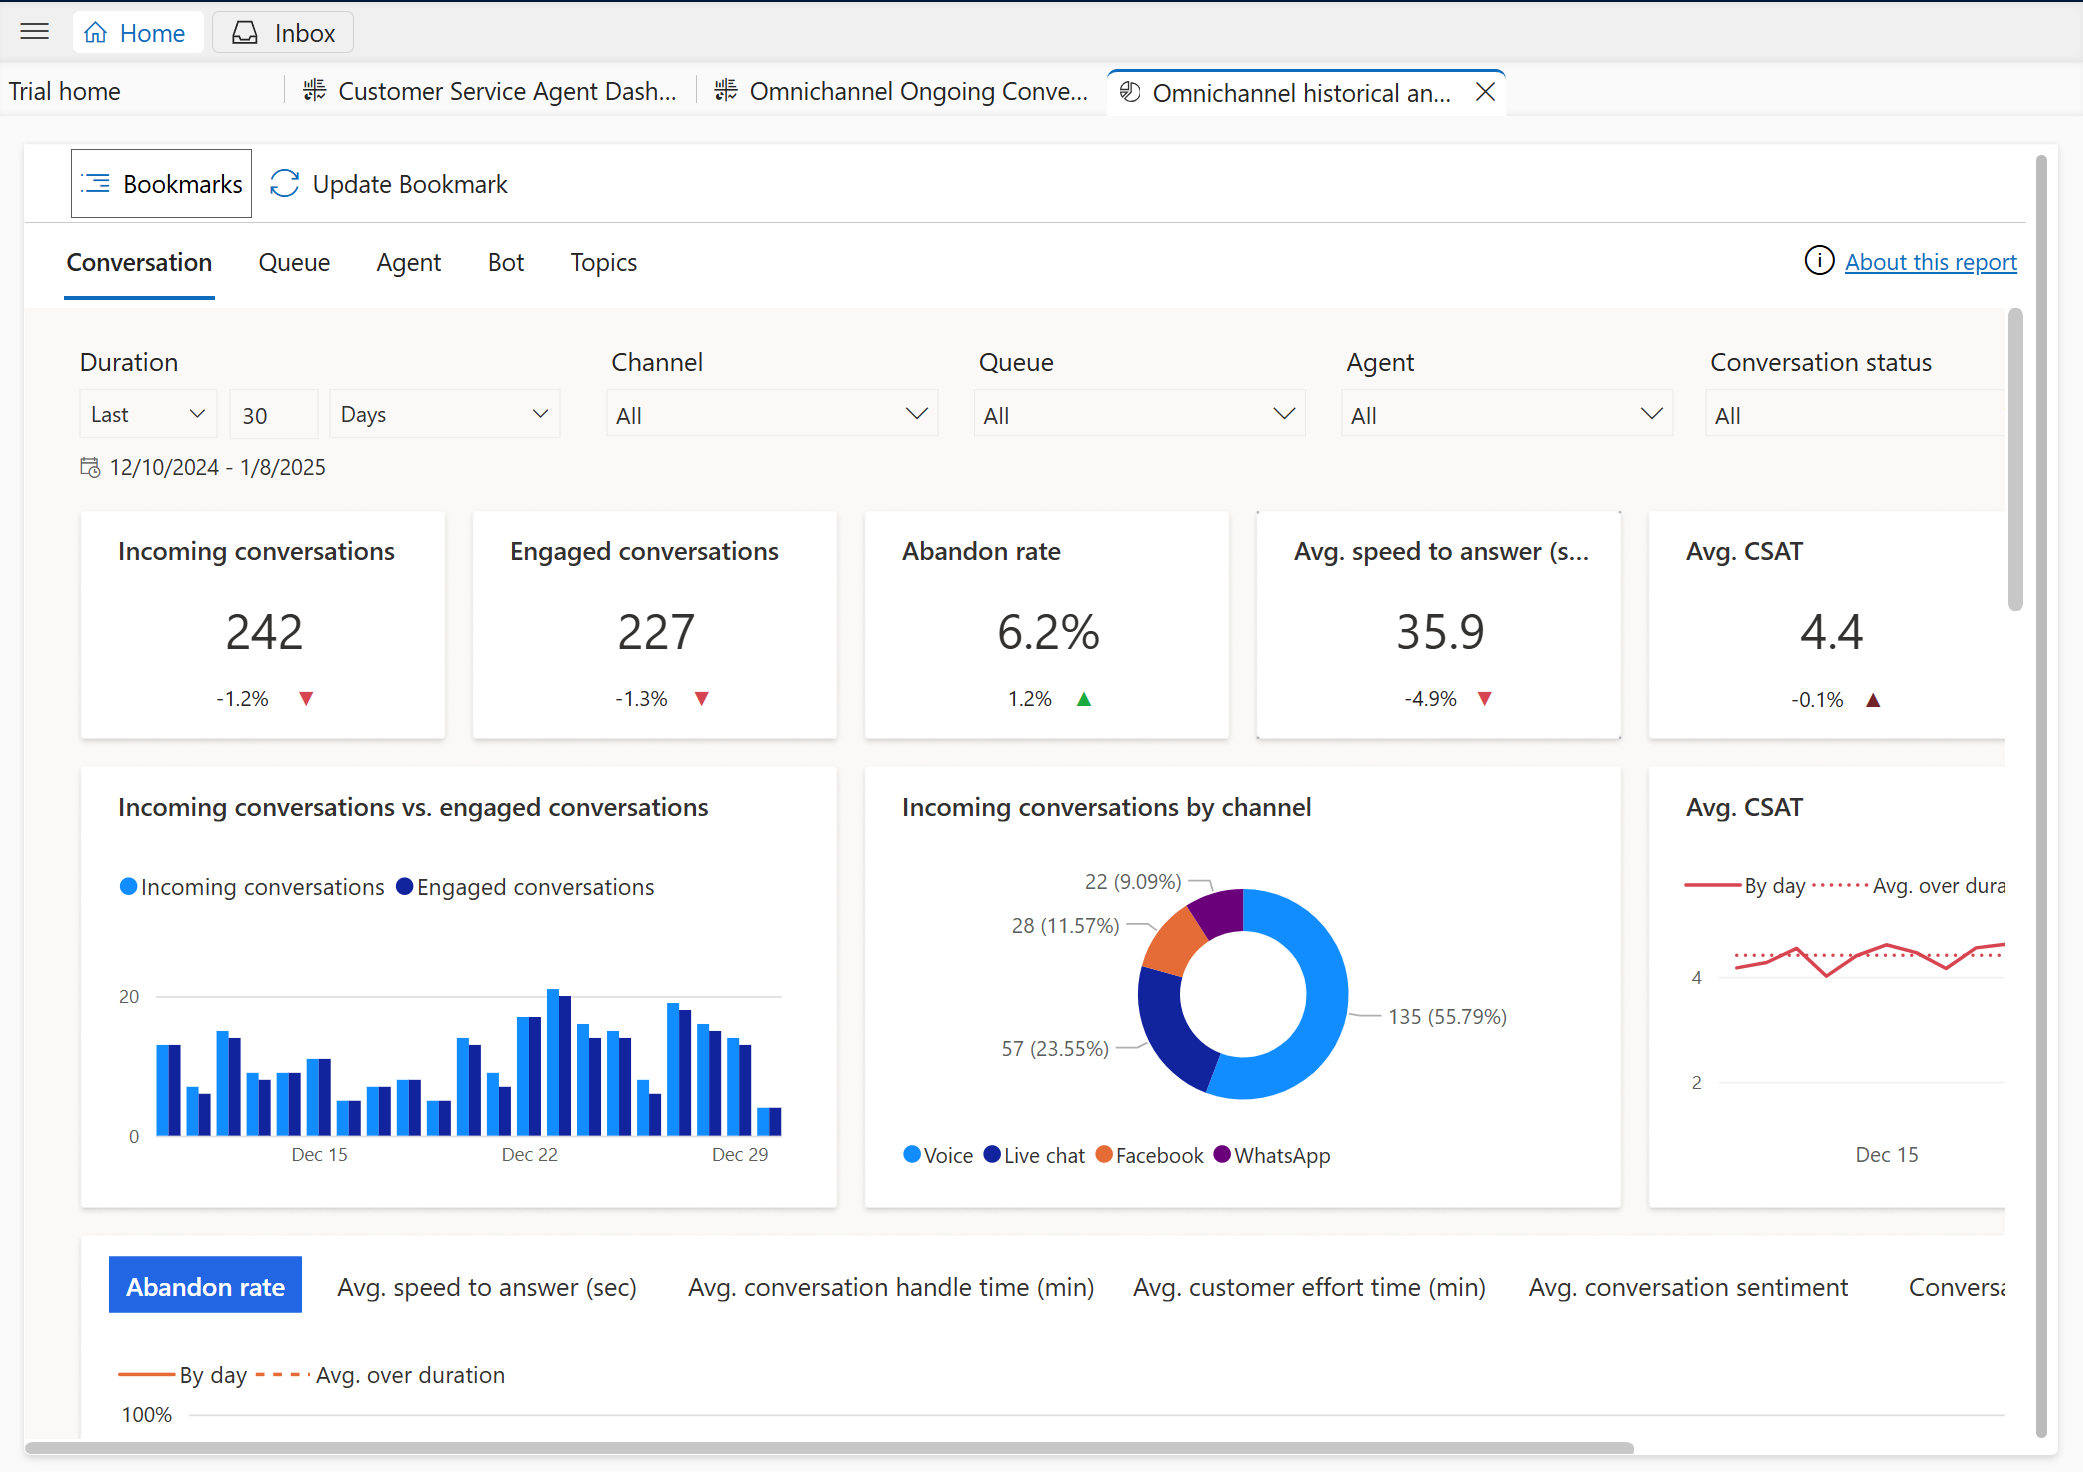 Home
Inbox
Trial home
Customer Service Agent Dash...
Omnichannel Ongoing Conve...
Omnichannel historical an...
Bookmarks
Update Bookmark
Conversation
Queue
Agent
Bot
Topics
About this report
Duration
Channel
Queue
Agent
Conversation status
Last
30
Days
All
All
All
All
12/10/2024 - 1/8/2025
Incoming conversations
242
-1.2%
Engaged conversations
227
-1.3%
Abandon rate
6.2%
1.2%
Avg. speed to answer (s...
35.9
-4.9%
Avg. CSAT
4.4
-0.1%
Incoming conversations vs. engaged conversations
Incoming conversations
Engaged conversations
20
0
Dec 15
Dec 22
Dec 29
Incoming conversations by channel
22 (9.09%)
28 (11.57%)
57 (23.55%)
135 (55.79%)
Voice
Live chat
Facebook
WhatsApp
Avg. CSAT
By day
Avg. over dura
4
2
Dec 15
Abandon rate
Avg. speed to answer (sec)
Avg. conversation handle time (min)
Avg. customer effort time (min)
Avg. conversation sentiment
Conversa
By day
Avg. over duration
100%